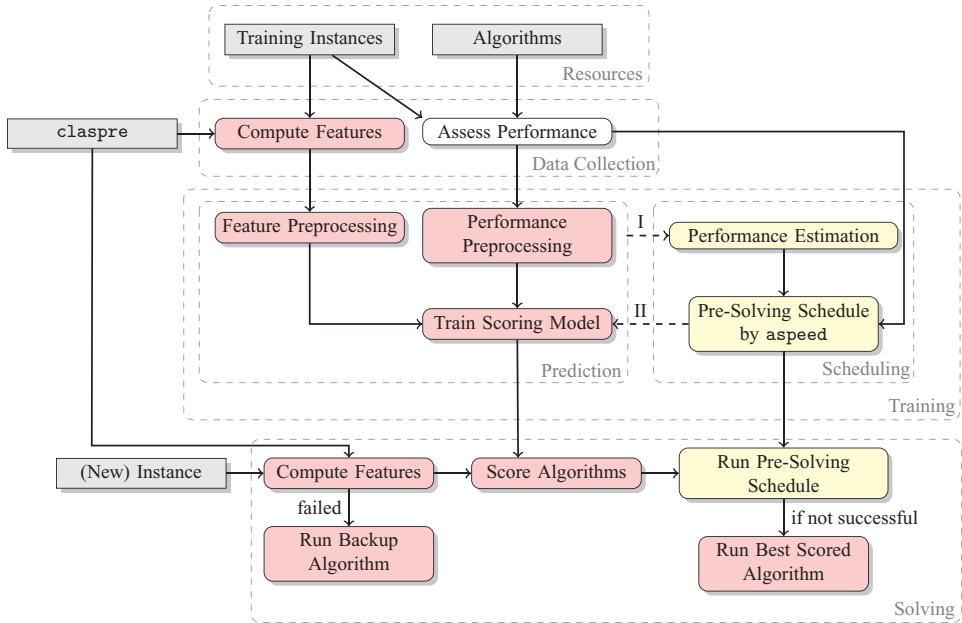 Training Instances
Algorithms
Resources
claspre
Compute Features
Assess Performance
Data Collection
Feature Preprocessing
Performance
Preprocessing
I
Performance Estimation
Train Scoring Model
II
Pre-Solving Schedule
by aspeed
Prediction
Scheduling
Training
(New) Instance
Compute Features
Score Algorithms
Run Pre-Solving
Schedule
failed
if not successful
Run Backup
Algorithm
Run Best Scored
Algorithm
Solving